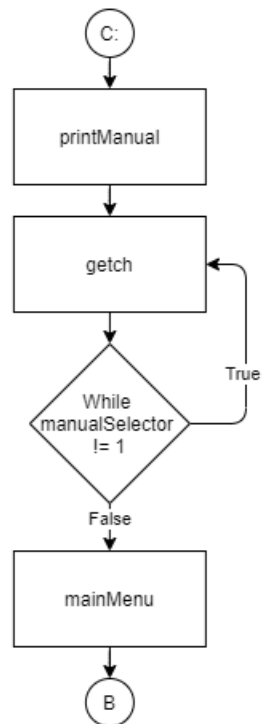 C:
printManual
getch
While
manualSelector
!= 1
True
False
mainMenu
B